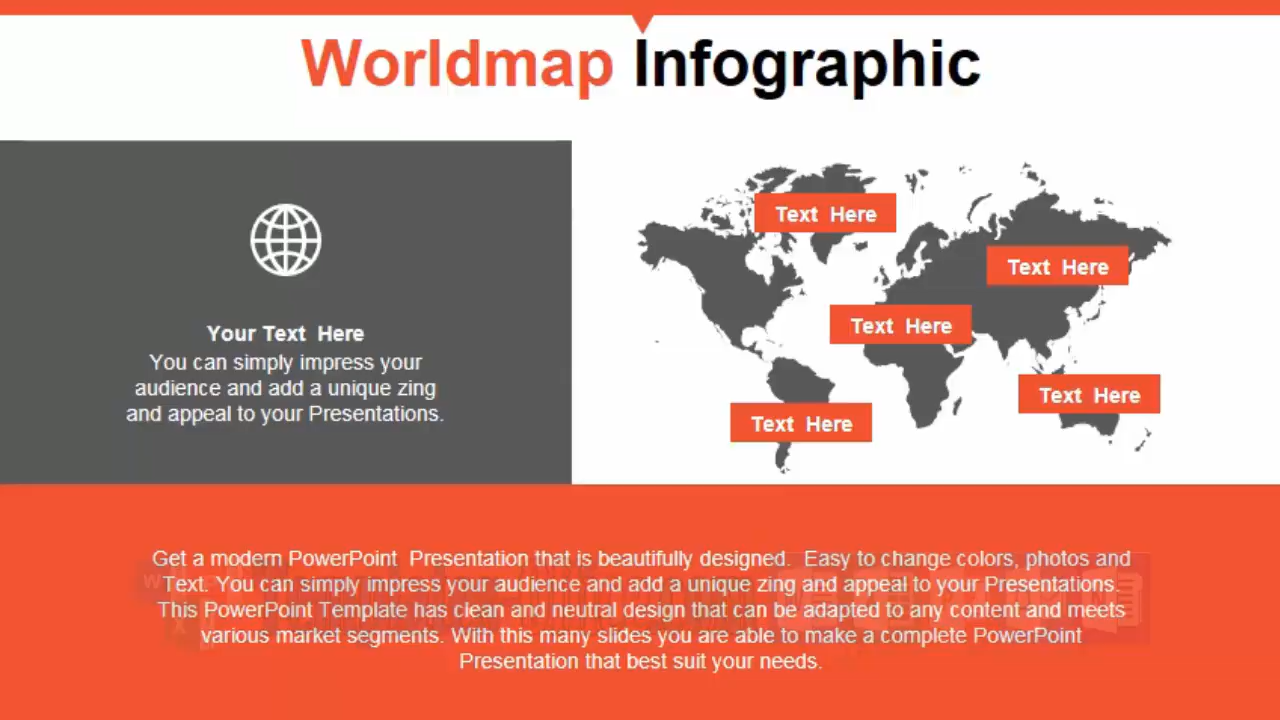 Worldmap Infographic
Text Here
Text Here
Text Here
Text Here
Text Here
Your Text Here
You can simply impress your
audience and add a unique zing
and appeal to your Presentations.
Get a modern PowerPoint Presentation that is beautifully designed. Easy to change colors, photos and
Text. You can simply impress your audience and add a unique zing and appeal to your Presentations.
This PowerPoint Template has clean and neutral design that can be adapted to any content and meets
various market segments. With this many slides you are able to make a complete PowerPoint
Presentation that best suit your needs.